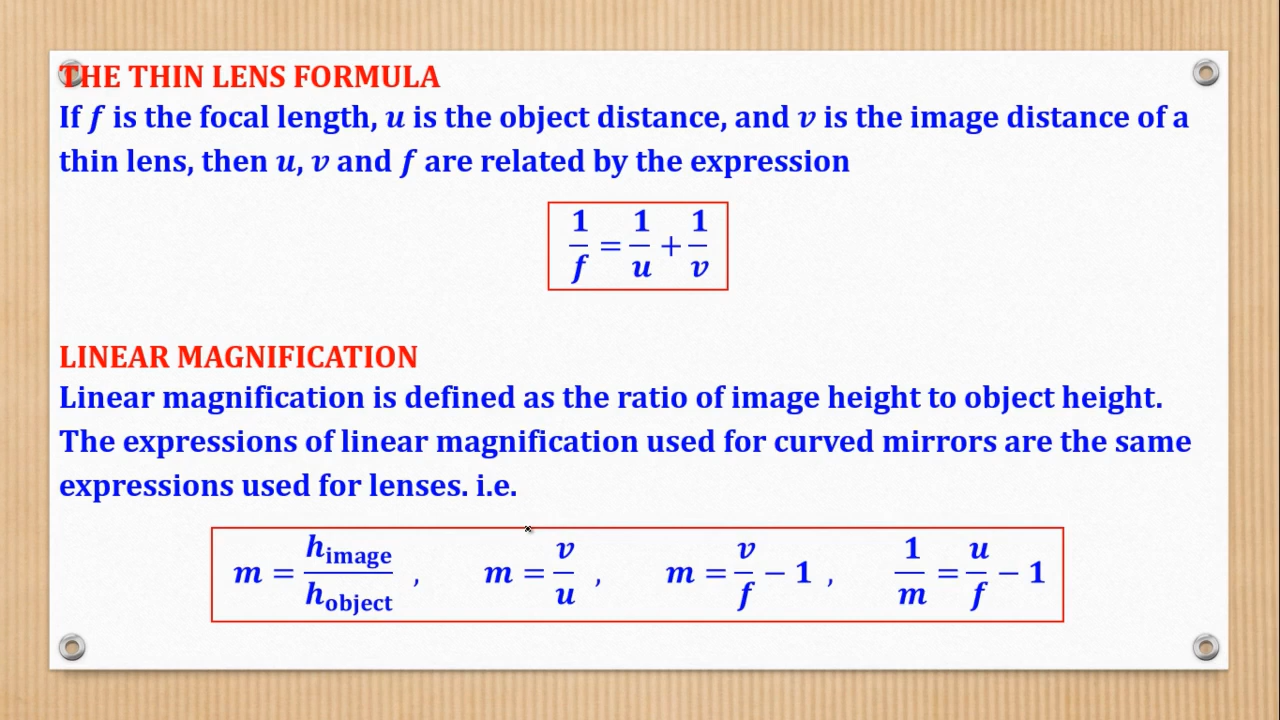 THE THIN LENS FORMULA
If f is the focal length, u is the object distance, and v is the image distance of a
thin lens, then u, v and f are related by the expression
1/f = 1/u + 1/v
LINEAR MAGNIFICATION
Linear magnification is defined as the ratio of image height to object height.
The expressions of linear magnification used for curved mirrors are the same
expressions used for lenses. i.e.
m = h_image/h_object , m = v/u , m = v/f − 1 , 1/m = u/f − 1